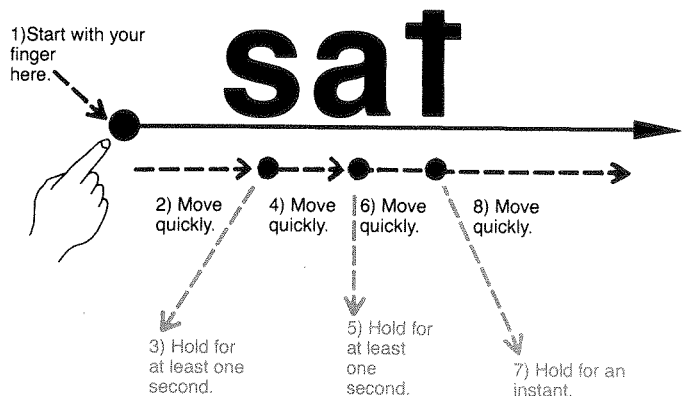 sat
1)Start with your
finger
here.
2) Move
quickly.
4) Move
quickly.
6) Move
quickly.
8) Move
quickly.
3) Hold for
at least one
second.
5) Hold for
at least
one
second.
7) Hold for an
instant.